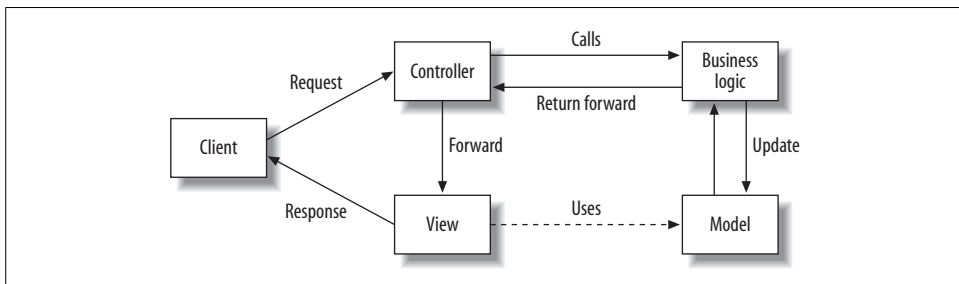 Calls
Controller
Business
logic
Request
Return forward
Client
Forward
Update
Response
Uses
View
Model